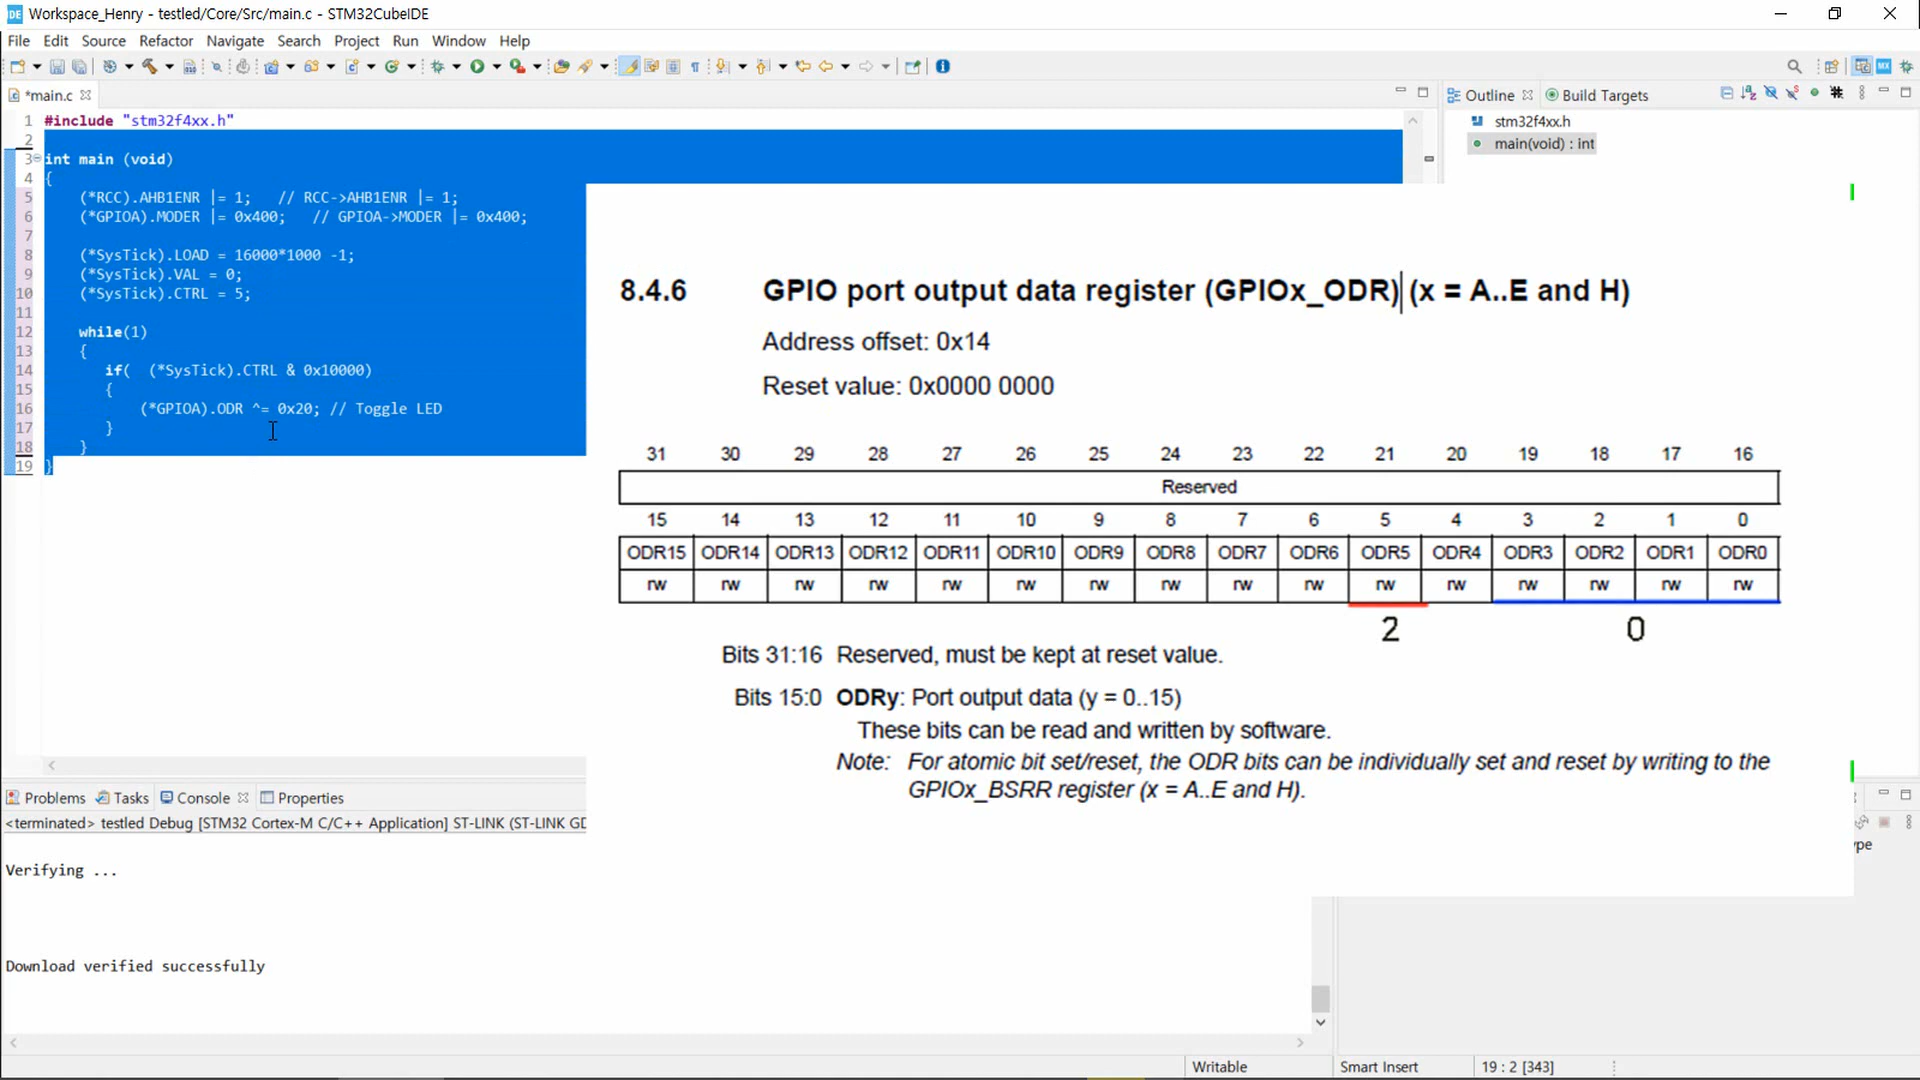 Workspace_Henry - testled/Core/Src/main.c - STM32CubeIDE
File Edit Source Refactor Navigate Search Project Run Window Help
*main.c
Outline Build Targets
stm32f4xx.h
main(void) : int
1 #include "stm32f4xx.h"
2
3 int main (void)
4 {
5 (*RCC).AHB1ENR |= 1; // RCC->AHB1ENR |= 1;
6 (*GPIOA).MODER |= 0x400; // GPIOA->MODER |= 0x400;
7
8 (*SysTick).LOAD = 16000*1000 -1;
9 (*SysTick).VAL = 0;
10 (*SysTick).CTRL = 5;
11
12 while(1)
13 {
14 if( (*SysTick).CTRL & 0x10000)
15 {
16 (*GPIOA).ODR ^= 0x20; // Toggle LED
17 }
18 }
19 }
8.4.6 GPIO port output data register (GPIOx_ODR) (x = A..E and H)
Address offset: 0x14
Reset value: 0x0000 0000
31 30 29 28 27 26 25 24 23 22 21 20 19 18 17 16
Reserved
15 14 13 12 11 10 9 8 7 6 5 4 3 2 1 0
ODR15 ODR14 ODR13 ODR12 ODR11 ODR10 ODR9 ODR8 ODR7 ODR6 ODR5 ODR4 ODR3 ODR2 ODR1 ODR0
rw rw rw rw rw rw rw rw rw rw rw rw rw rw rw rw
2 0
Bits 31:16 Reserved, must be kept at reset value.
Bits 15:0 ODRy: Port output data (y = 0..15)
These bits can be read and written by software.
Note: For atomic bit set/reset, the ODR bits can be individually set and reset by writing to the
GPIOx_BSRR register (x = A..E and H).
Problems Tasks Console Properties
<terminated> testled Debug [STM32 Cortex-M C/C++ Application] ST-LINK (ST-LINK GD
ype
Verifying ...
Download verified successfully
Writable Smart Insert 19 : 2 [343]